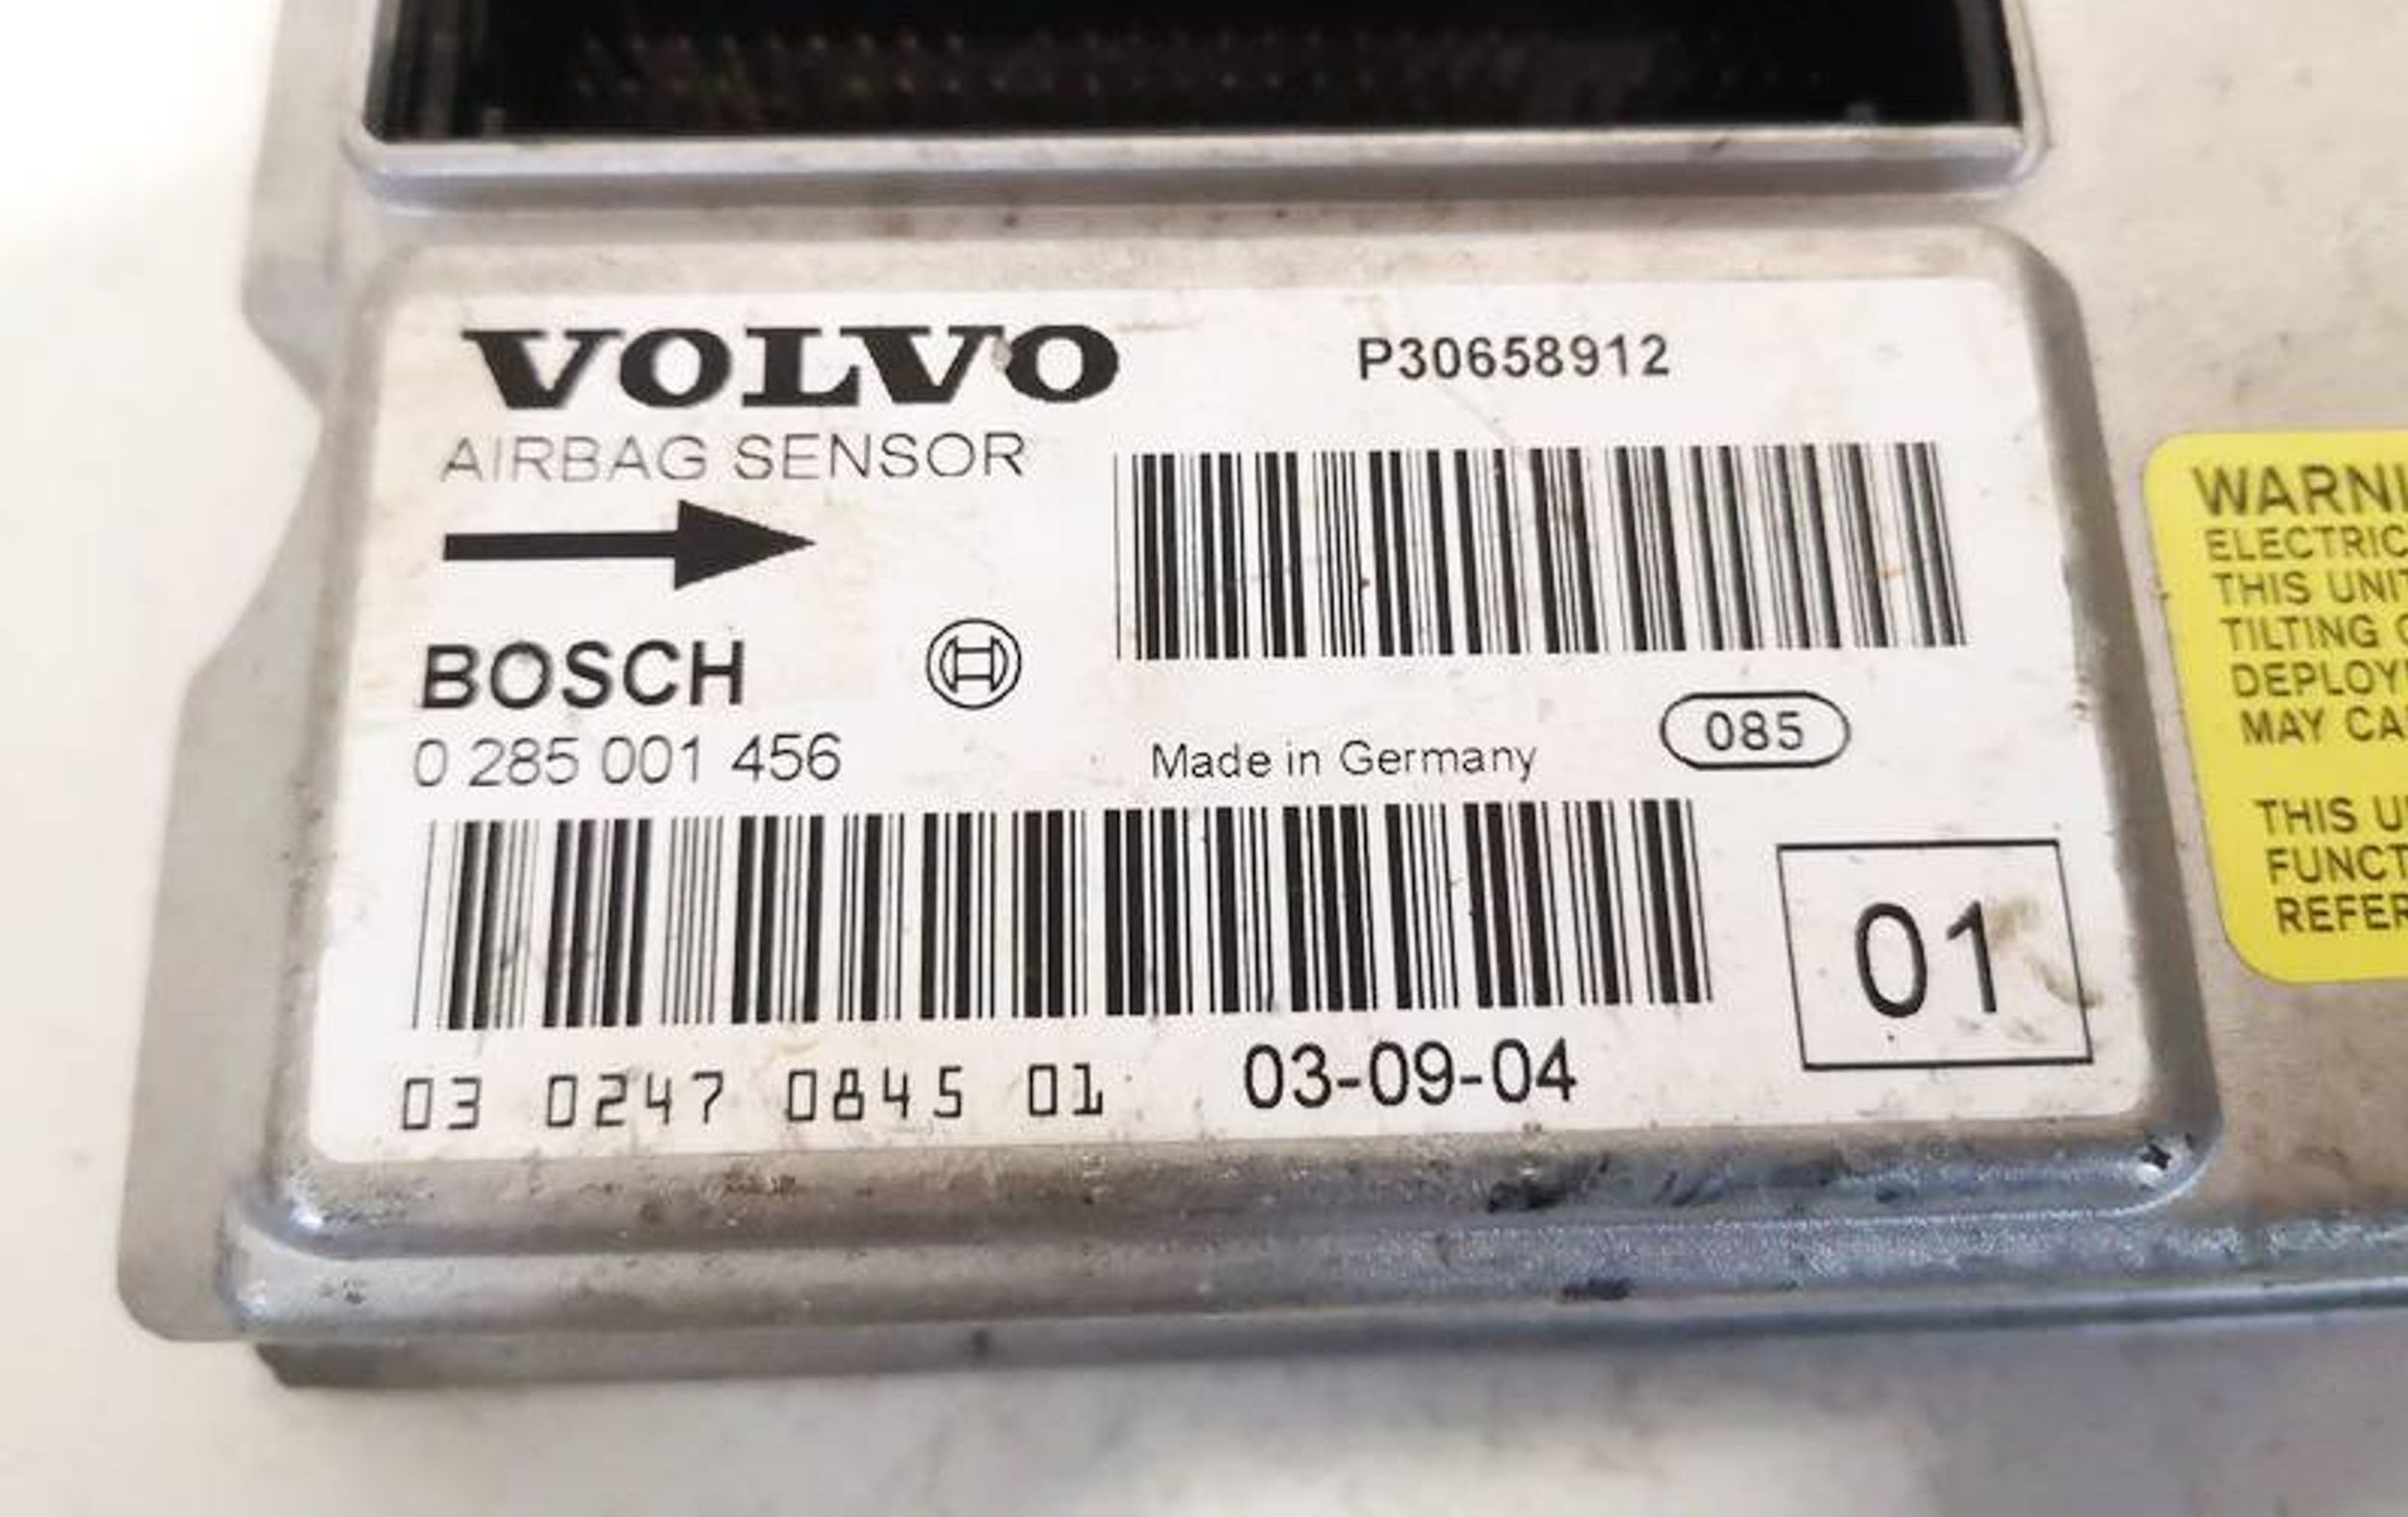 VOLVO
P30658912
AIRBAG SENSOR
BOSCH
0 285 001 456
Made in Germany
085
01
03 0247 0845 01
03-09-04
WARNI
ELECTRIC
THIS UNIT
TILTING
DEPLOY
MAY CA
THIS U
FUNCT
REFER